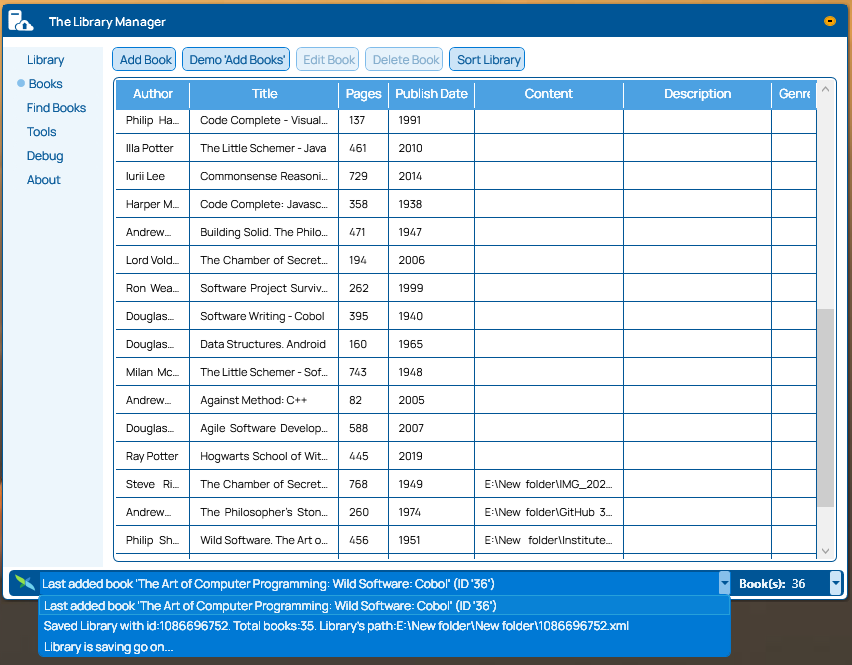 The Library Manager
Library
Books
Find Books
Tools
Debug
About
Add Book Demo 'Add Books' Edit Book Delete Book Sort Library
Author Title Pages Publish Date Content Description Genre
Philip Ha... Code Complete - Visual... 137 1991
Illa Potter The Little Schemer - Java 461 2010
Iurii Lee Commonsense Reasoni... 729 2014
Harper M... Code Complete: Javasc... 358 1938
Andrew... Building Solid. The Philo... 471 1947
Lord Vold... The Chamber of Secret... 194 2006
Ron Wea... Software Project Surviv... 262 1999
Douglas... Software Writing - Cobol 395 1940
Douglas... Data Structures. Android 160 1965
Milan Mc... The Little Schemer - Sof... 743 1948
Andrew... Against Method: C++ 82 2005
Douglas... Agile Software Develop... 588 2007
Ray Potter Hogwarts School of Wit... 445 2019
Steve Ri... The Chamber of Secret... 768 1949 E:\New folder\IMG_202...
Andrew... The Philosopher's Ston... 260 1974 E:\New folder\GitHub 3...
Philip Sh... Wild Software. The Art o... 456 1951 E:\New folder\Institute...
Last added book 'The Art of Computer Programming: Wild Software: Cobol' (ID '36') Book(s): 36
Last added book 'The Art of Computer Programming: Wild Software: Cobol' (ID '36')
Saved Library with id:1086696752. Total books:35. Library's path:E:\New folder\New folder\1086696752.xml
Library is saving go on...